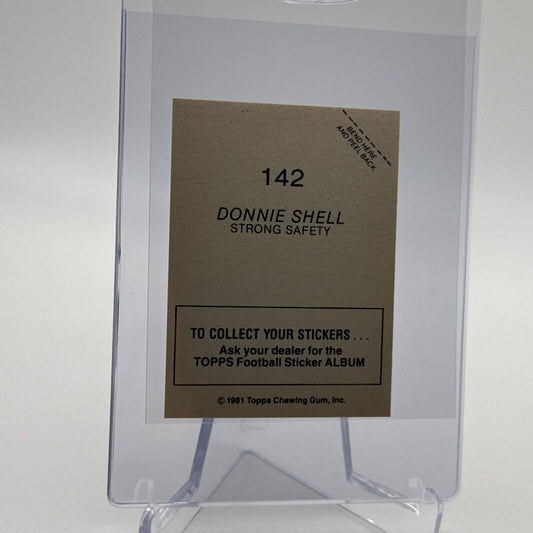 BEND HERE
AND PEEL BACK
142
DONNIE SHELL
STRONG SAFETY
TO COLLECT YOUR STICKERS...
Ask your dealer for the
TOPPS Football Sticker ALBUM
© 1981 Topps Chewing Gum, Inc.